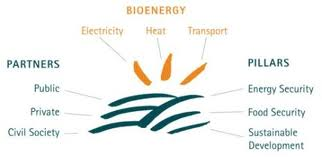 BIOENERGY
Electricity Heat Transport
PARTNERS PILLARS
Public Energy Security
Private Food Security
Civil Society Sustainable
Development